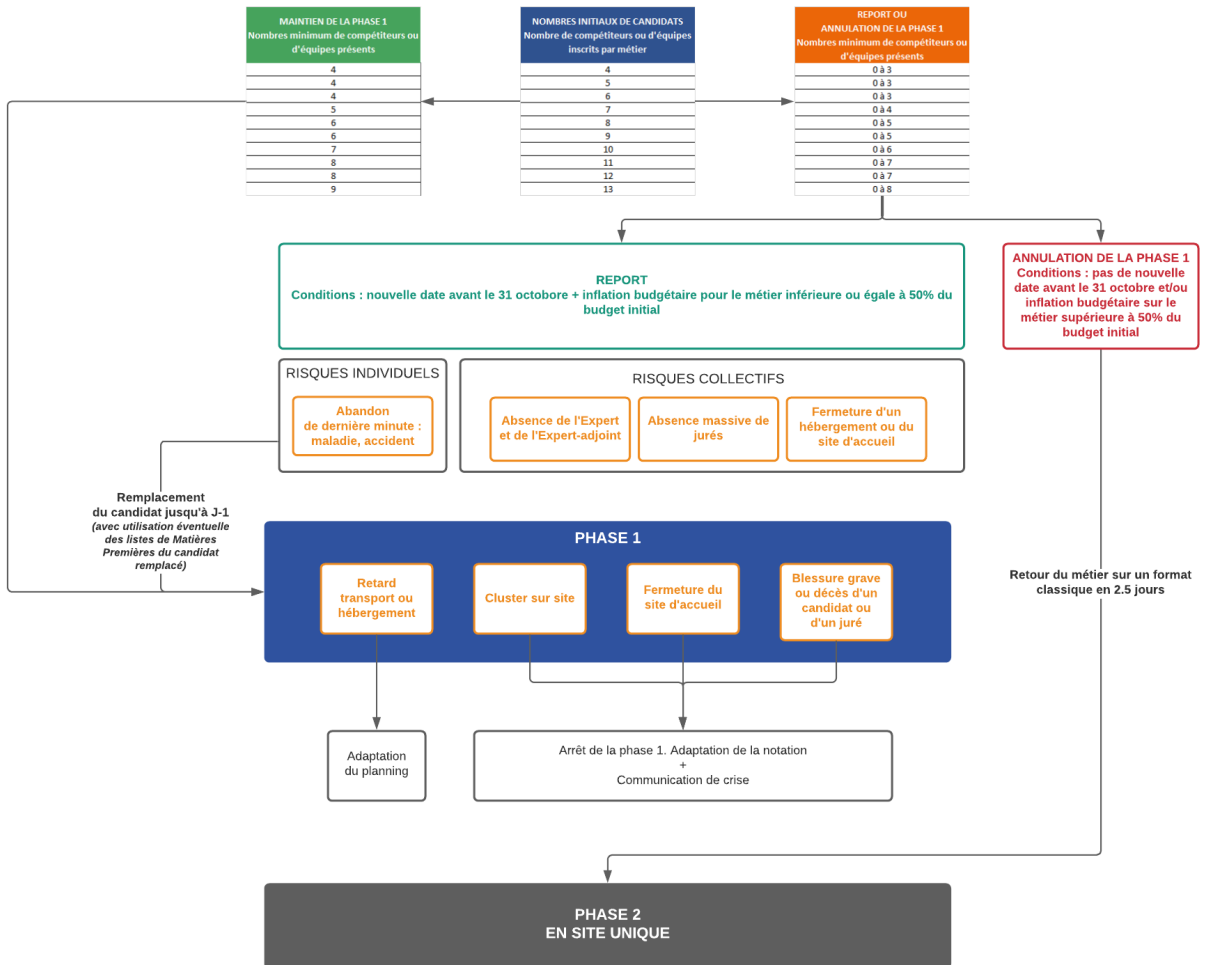 MAINTIEN DE LA PHASE 1
Nombres minimum de compétiteurs ou
d'équipes présents
4
4
4
5
6
6
7
8
8
9
NOMBRES INITIAUX DE CANDIDATS
Nombre de compétiteurs ou d'équipes
inscrits par métier
4
5
6
7
8
9
10
11
12
13
REPORT OU
ANNULATION DE LA PHASE 1
Nombres minimum de compétiteurs ou
d'équipes présents
0 à 3
0 à 3
0 à 3
0 à 4
0 à 5
0 à 5
0 à 6
0 à 7
0 à 7
0 à 8
REPORT
Conditions : nouvelle date avant le 31 octobore + inflation budgétaire pour le métier inférieure ou égale à 50% du
budget initial
ANNULATION DE LA PHASE 1
Conditions : pas de nouvelle
date avant le 31 octobre et/ou
inflation budgétaire sur le
métier supérieure à 50% du
budget initial
RISQUES INDIVIDUELS
Abandon
de dernière minute :
maladie, accident
RISQUES COLLECTIFS
Absence de l'Expert
et de l'Expert-adjoint
Absence massive de
jurés
Fermeture d'un
hébergement ou du
site d'accueil
Remplacement
du candidat jusqu'à J-1
(avec utilisation éventuelle
des listes de Matières
Premières du candidat
remplacé)
PHASE 1
Retard
transport ou
hébergement
Cluster sur site
Fermeture du
site d'accueil
Blessure grave
ou décès d'un
candidat ou
d'un juré
Retour du métier sur un format
classique en 2.5 jours
Adaptation
du planning
Arrêt de la phase 1. Adaptation de la notation
+
Communication de crise
PHASE 2
EN SITE UNIQUE